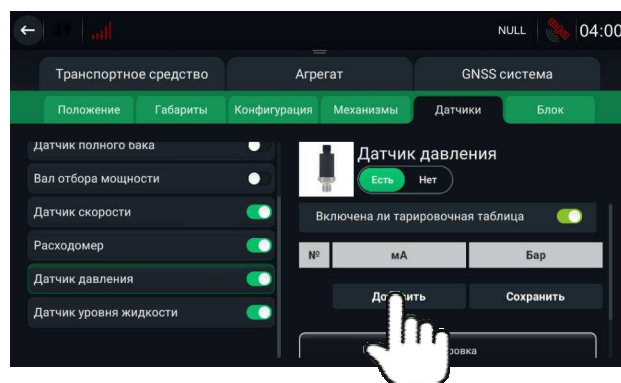 NULL 04:00
Транспортное средство Агрегат GNSS система
Положение Габариты Конфигурация Механизмы Датчики Блок
Датчик полного бака
Вал отбора мощности
Датчик скорости
Расходомер
Датчик давления
Датчик уровня жидкости
Датчик давления
Есть Нет
Включена ли тарировочная таблица
№ мА Бар
Сохранить